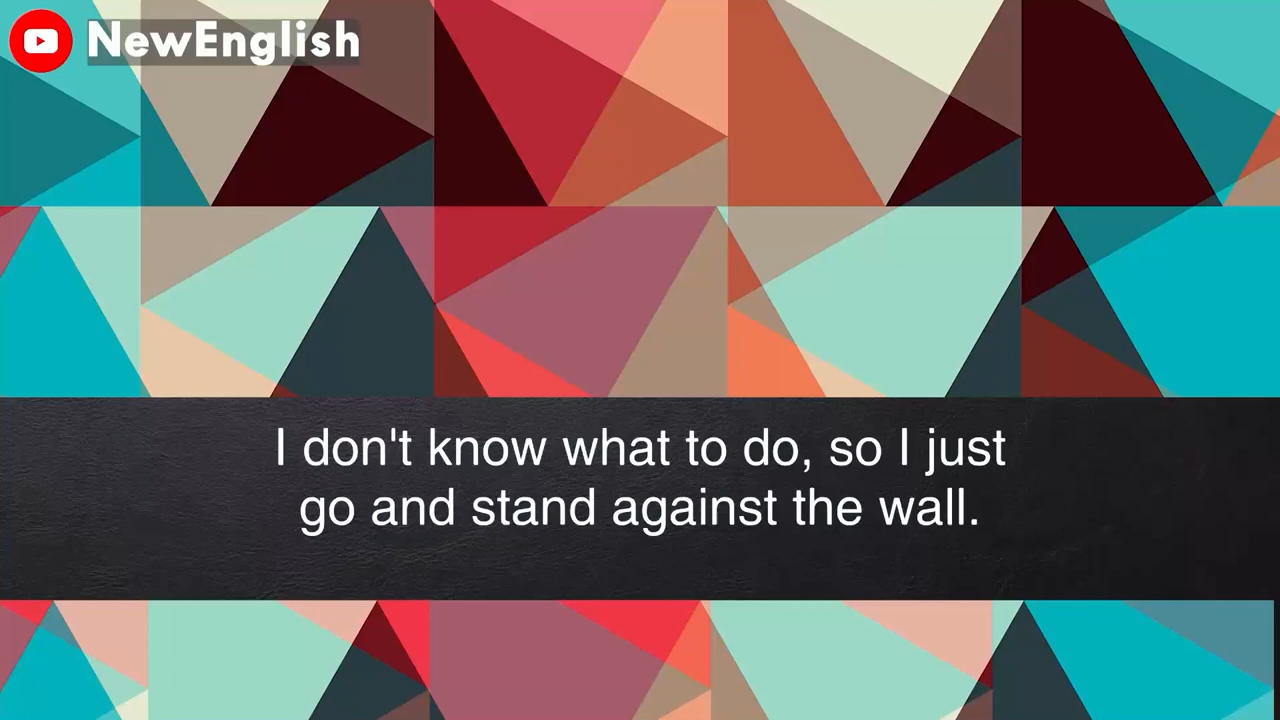 NewEnglish
I don't know what to do, so I just
go and stand against the wall.